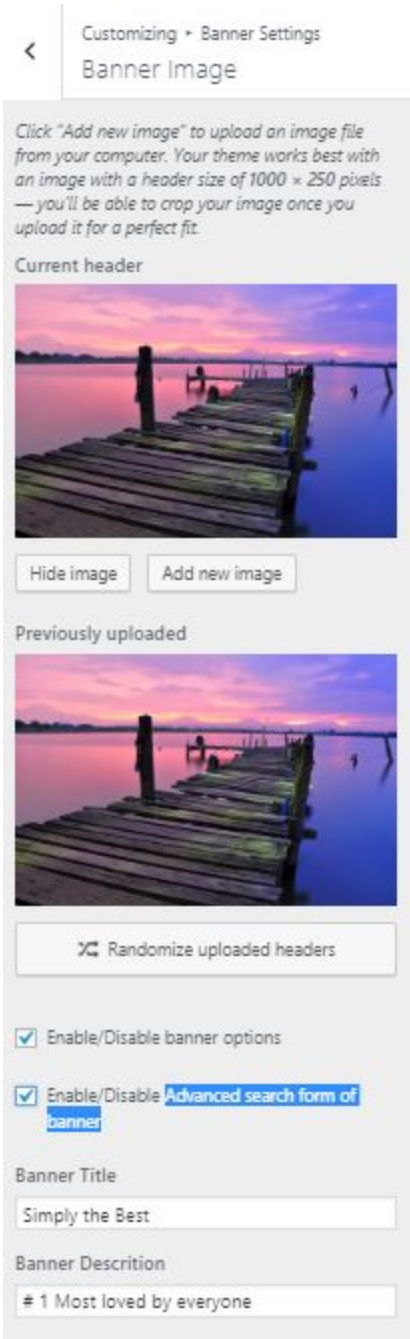 Customizing ▸ Banner Settings
Banner Image
Click "Add new image" to upload an image file
from your computer. Your theme works best with
an image with a header size of 1000 × 250 pixels
— you'll be able to crop your image once you
upload it for a perfect fit.
Current header
Hide image
Add new image
Previously uploaded
Randomize uploaded headers
Enable/Disable banner options
Enable/Disable Advanced search form of
banner
Banner Title
Simply the Best
Banner Descrition
# 1 Most loved by everyone